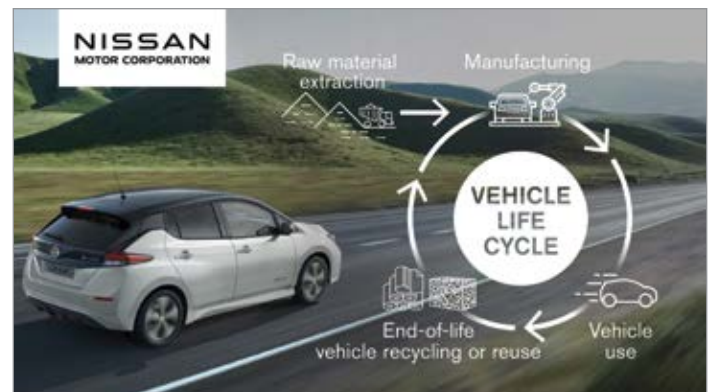 NISSAN
MOTOR CORPORATION
Raw material
extraction
Manufacturing
VEHICLE
LIFE
CYCLE
End-of-life
vehicle recycling or reuse
Vehicle
use